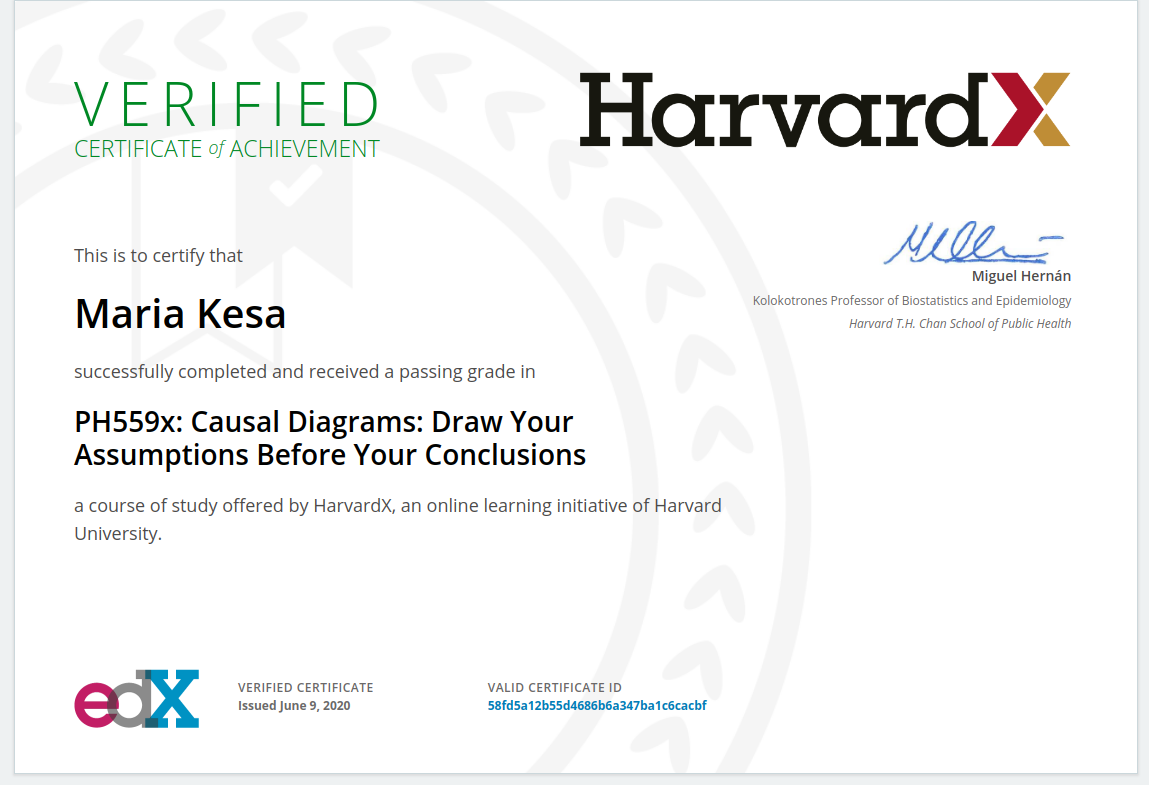 VERIFIED
CERTIFICATE of ACHIEVEMENT
HarvardX
This is to certify that
Maria Kesa
successfully completed and received a passing grade in
PH559x: Causal Diagrams: Draw Your
Assumptions Before Your Conclusions
a course of study offered by HarvardX, an online learning initiative of Harvard
University.
Miguel Hernán
Kolokotrones Professor of Biostatistics and Epidemiology
Harvard T.H. Chan School of Public Health
edX
VERIFIED CERTIFICATE
Issued June 9, 2020
VALID CERTIFICATE ID
58fd5a12b55d4686b6a347ba1c6cacbf